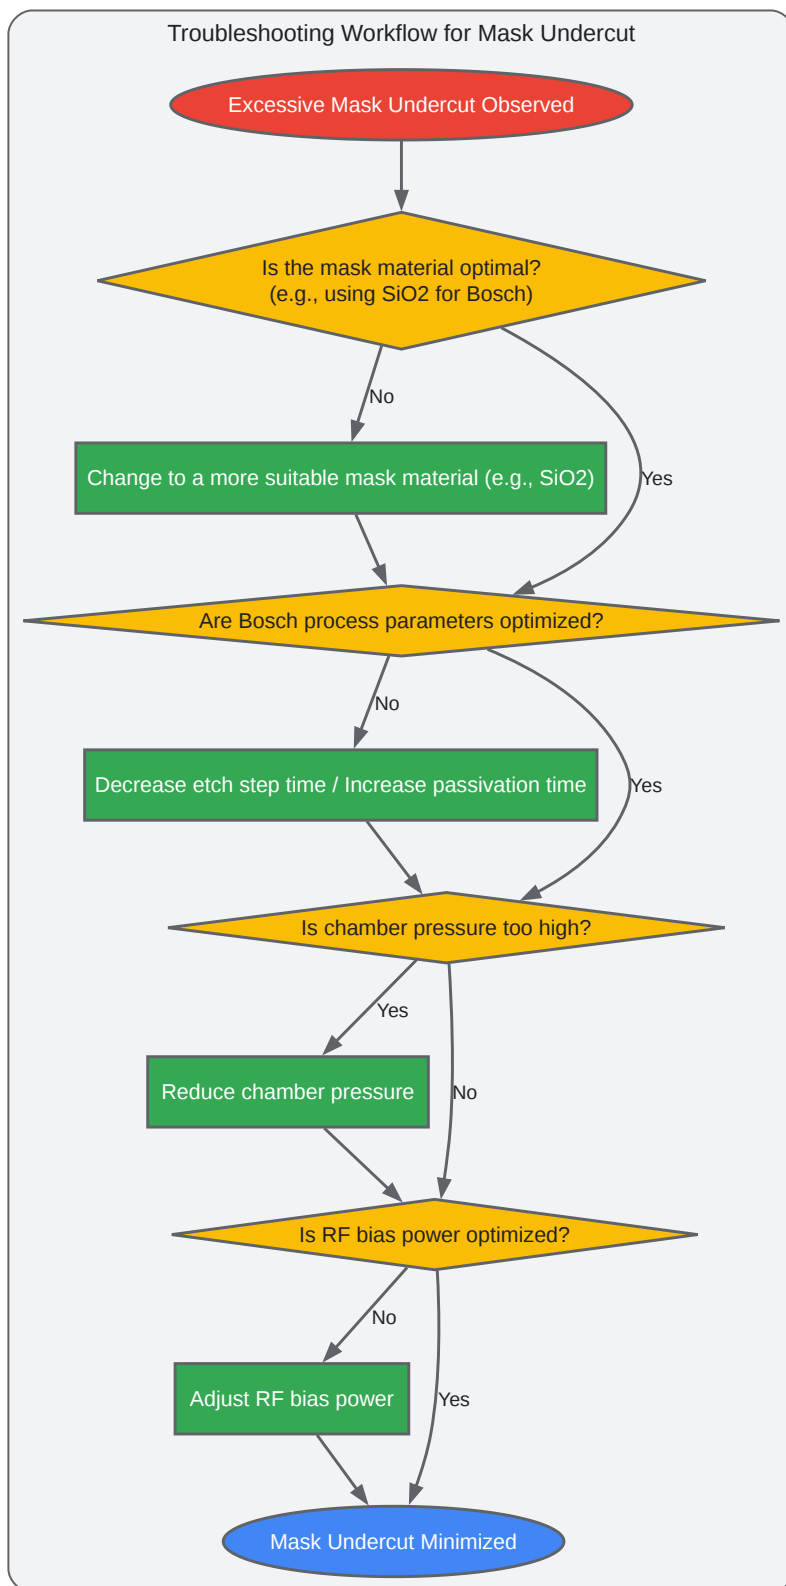 Troubleshooting Workflow for Mask Undercut
Excessive Mask Undercut Observed
Is the mask material optimal?
(e.g., using SiO2 for Bosch)
No
Change to a more suitable mask material (e.g., SiO2)
Yes
Are Bosch process parameters optimized?
No
Decrease etch step time / Increase passivation time
Yes
Is chamber pressure too high?
Yes
Reduce chamber pressure
No
Is RF bias power optimized?
No
Adjust RF bias power
Yes
Mask Undercut Minimized